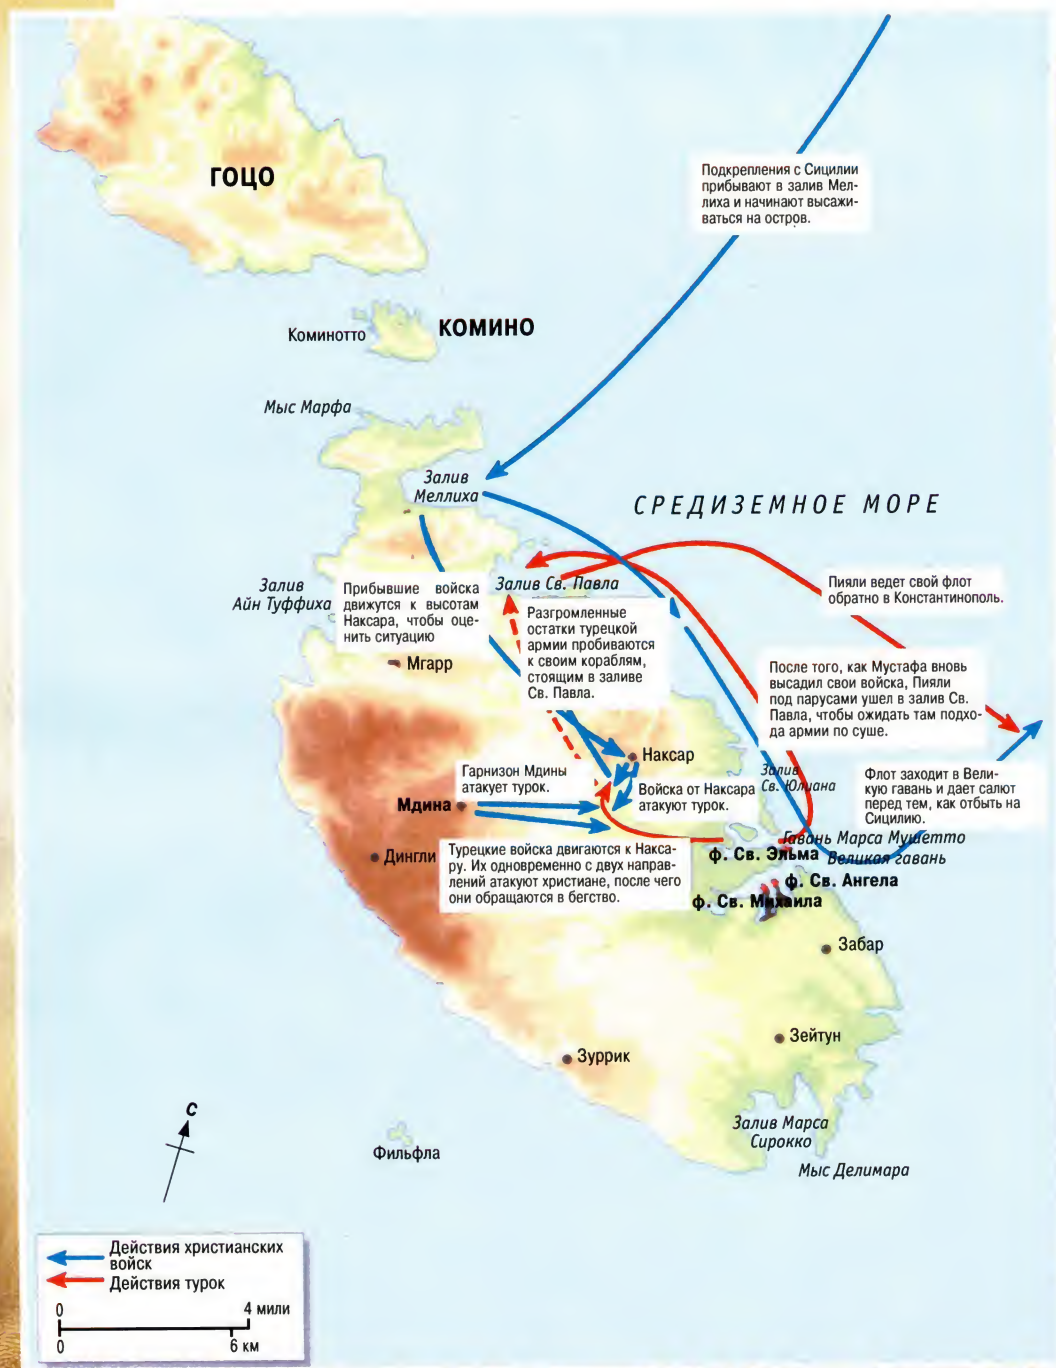 ГОЦО
Подкрепления с Сицилии
прибывают в залив Мел-
лиха и начинают высажи-
ваться на остров.
Коминотто
КОМИНО
Мыс Марфа
Залив
Меллиха
СРЕДИЗЕМНОЕ МОРЕ
Залив
Айн Туффиха
Прибывшие войска
движутся к высотам
Наксара, чтобы оце-
нить ситуацию
Залив Св. Павла
Разгромленные
остатки турецкой
армии пробиваются
к своим кораблям,
стоящим в заливе
Св. Павла.
Пияли ведет свой флот
обратно в Константинополь.
Мгарр
После того, как Мустафа вновь
высадил свои войска, Пияли
под парусами ушел в залив Св.
Павла, чтобы ожидать там подхо-
да армии по суше.
Наксар
Гарнизон Мдины
атакует турок.
Войска от Наксара
атакуют турок.
Залив
Св. Юлиана
Флот заходит в Вели-
кую гавань и дает салют
перед тем, как отбыть на
Сицилию.
Мдина
Дингли
Турецкие войска двигаются к Накса-
ру. Их одновременно с двух направ-
лений атакуют христиане, после чего
они обращаются в бегство.
Гавань Марса Мушетто
ф. Св. Эльма
Великая гавань
ф. Св. Ангела
ф. Св. Михаила
Забар
Зейтун
Зуррик
Залив Марса
Сирокко
Мыс Делимара
Фильфла
С
Действия христианских
войск
Действия турок
0 4 мили
0 6 км